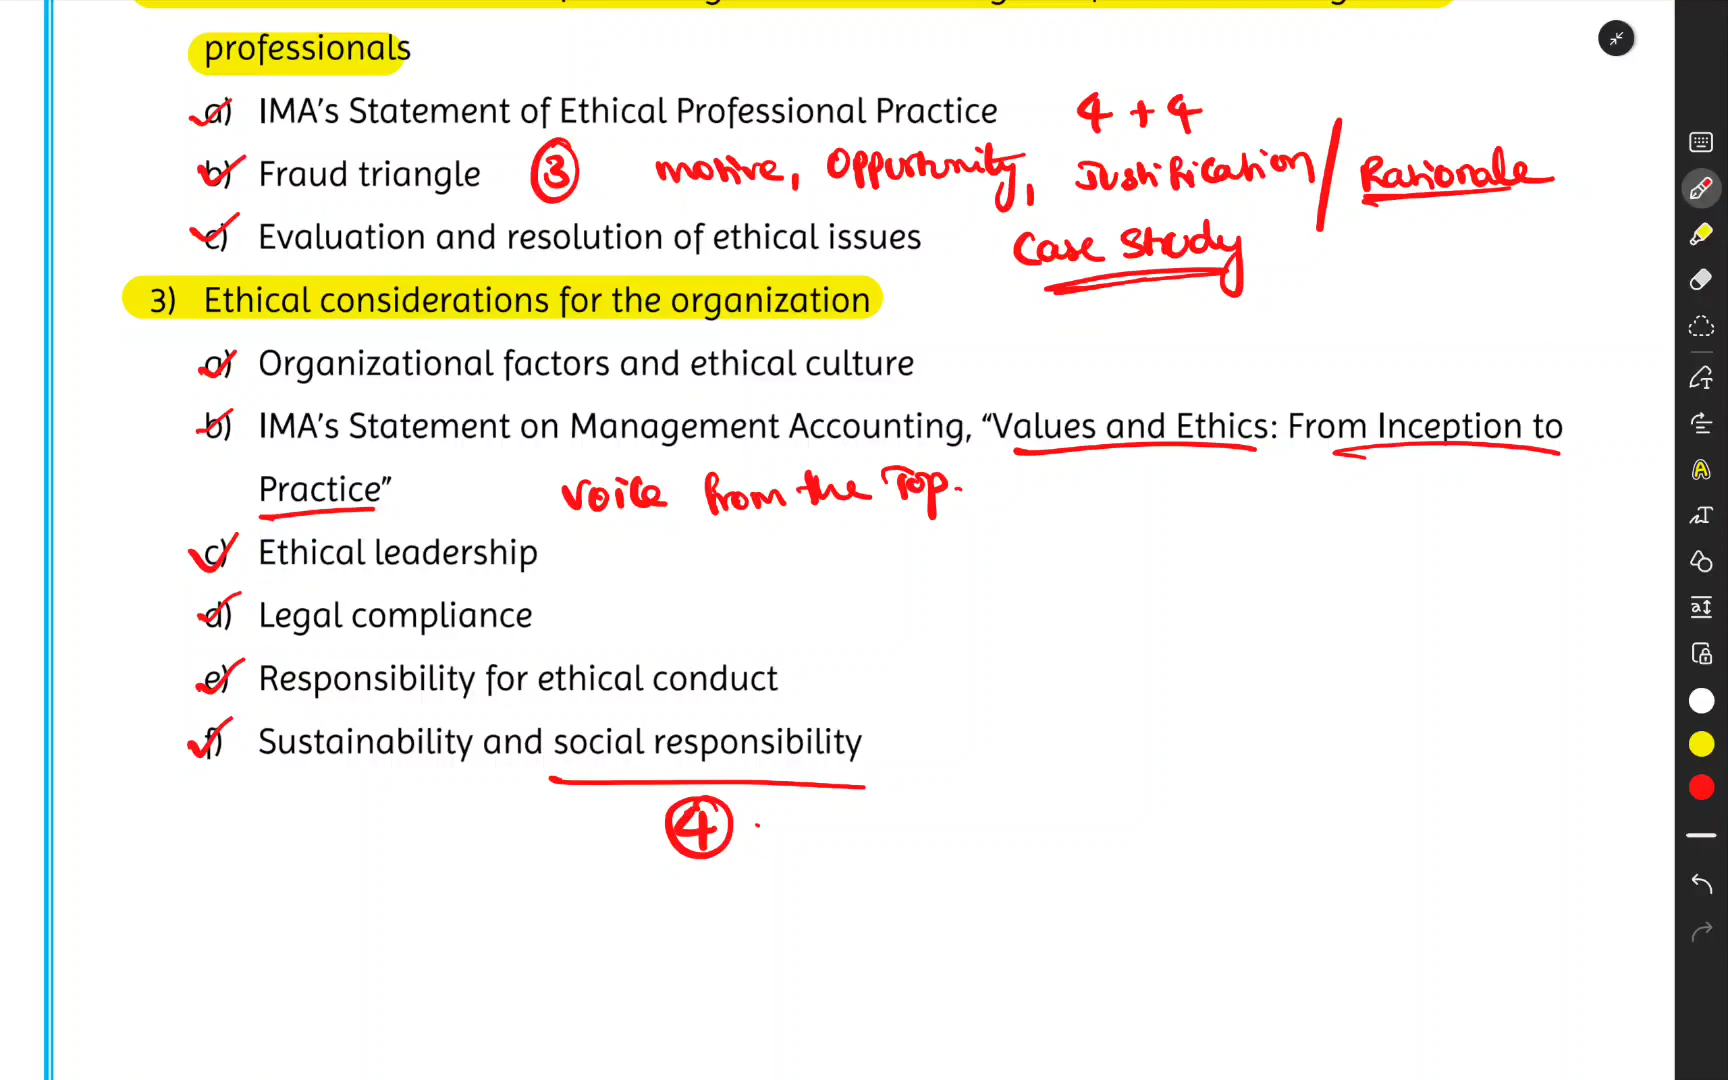 professionals
a) IMA's Statement of Ethical Professional Practice 4 + 4
b) Fraud triangle 3 motive, opportunity, Justification / Rationale
c) Evaluation and resolution of ethical issues case study
3) Ethical considerations for the organization
a) Organizational factors and ethical culture
b) IMA's Statement on Management Accounting, “Values and Ethics: From Inception to
Practice” voice from the Top.
c) Ethical leadership
d) Legal compliance
e) Responsibility for ethical conduct
f) Sustainability and social responsibility
4